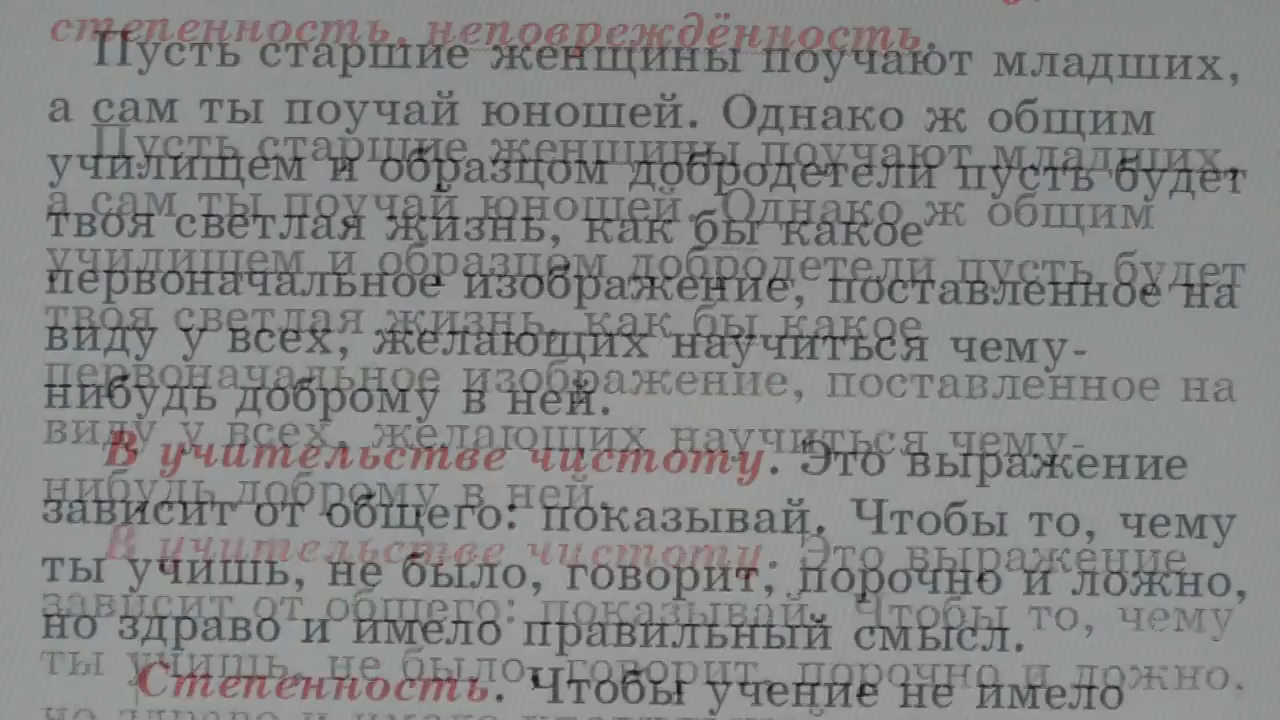 степенность, неповреждённость.
Пусть старшие женщины поучают младших,
а сам ты поучай юношей. Однако ж общим
училищем и образцом добродетели пусть будет
твоя светлая жизнь, как бы какое
первоначальное изображение, поставленное на
виду у всех, желающих научиться чему-
нибудь доброму в ней.
В учительстве чистоту. Это выражение
зависит от общего: показывай. Чтобы то, чему
ты учишь, не было, говорит, порочно и ложно,
но здраво и имело правильный смысл.
Степенность. Чтобы учение не имело